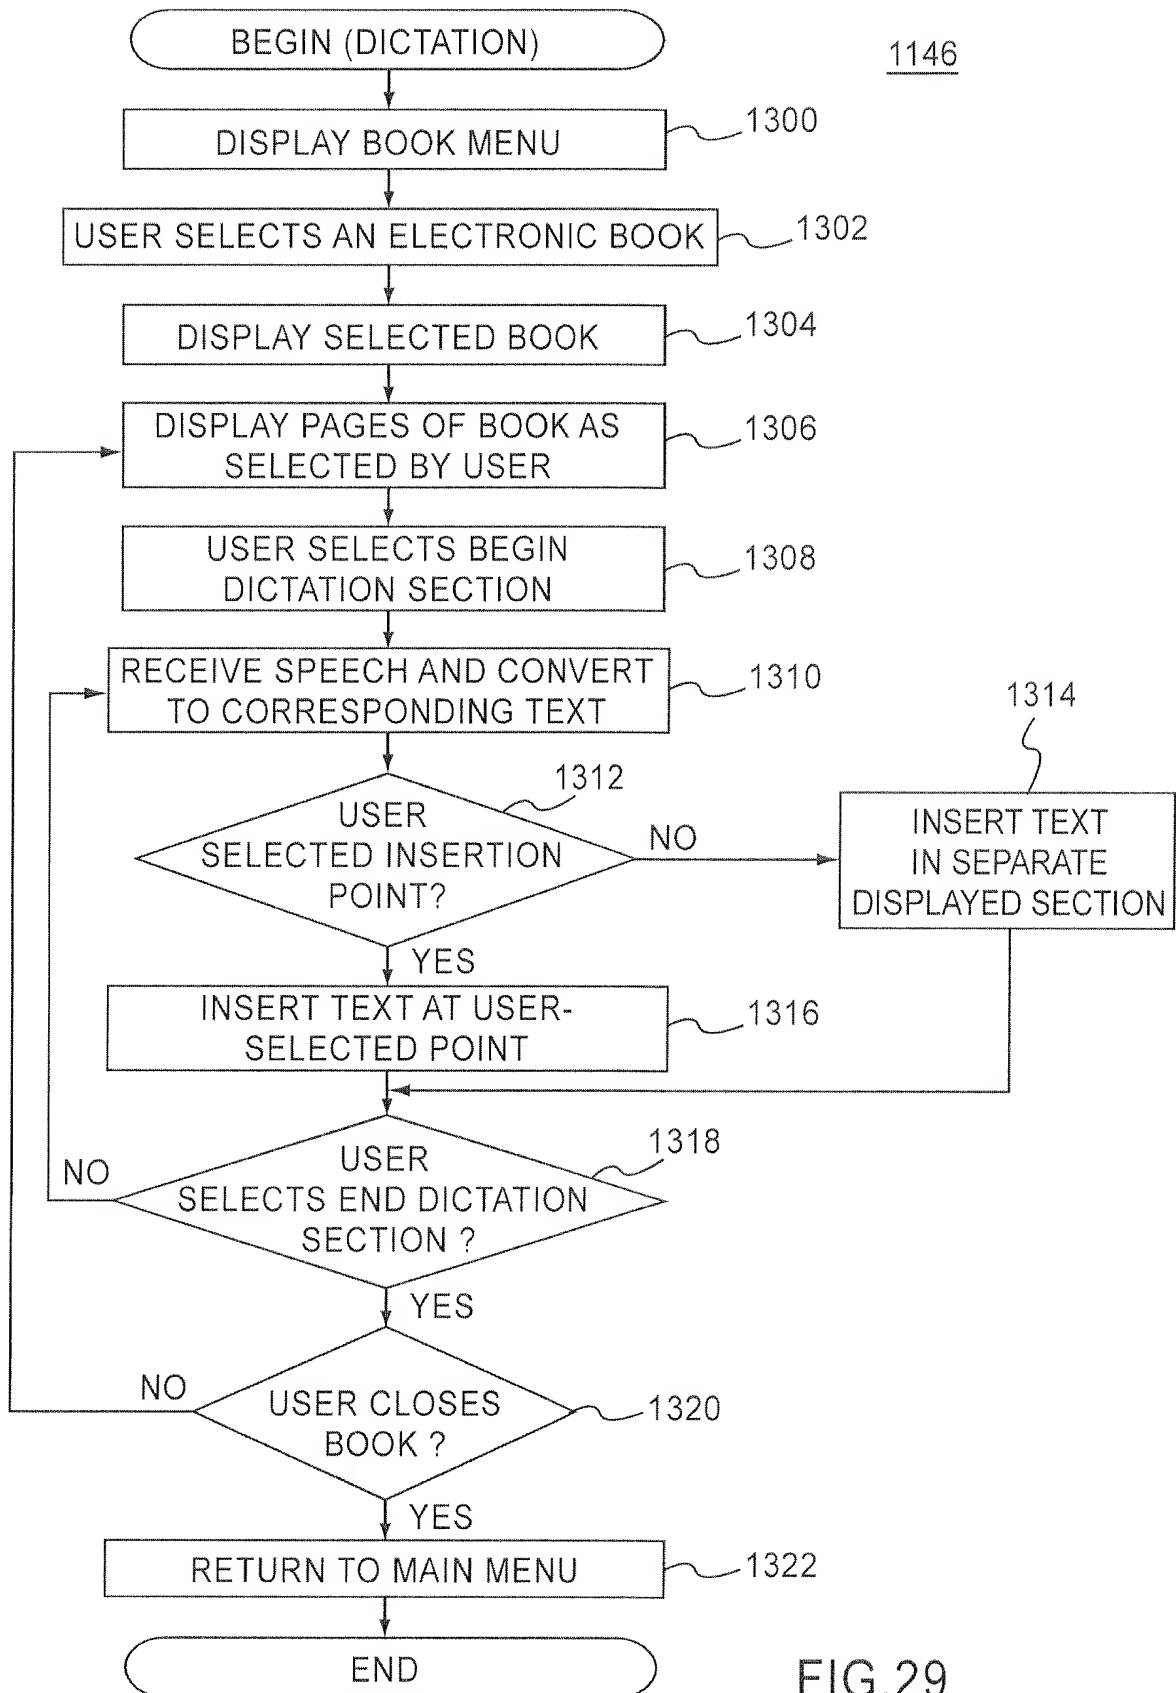 BEGIN (DICTATION)
1146
DISPLAY BOOK MENU
1300
USER SELECTS AN ELECTRONIC BOOK
1302
DISPLAY SELECTED BOOK
1304
DISPLAY PAGES OF BOOK AS
SELECTED BY USER
1306
USER SELECTS BEGIN
DICTATION SECTION
1308
RECEIVE SPEECH AND CONVERT
TO CORRESPONDING TEXT
1310
USER
SELECTED INSERTION
POINT?
1312
NO
1314
INSERT TEXT
IN SEPARATE
DISPLAYED SECTION
YES
INSERT TEXT AT USER-
SELECTED POINT
1316
USER
SELECTS END DICTATION
SECTION ?
1318
NO
YES
USER CLOSES
BOOK ?
1320
NO
YES
RETURN TO MAIN MENU
1322
END
FIG.29